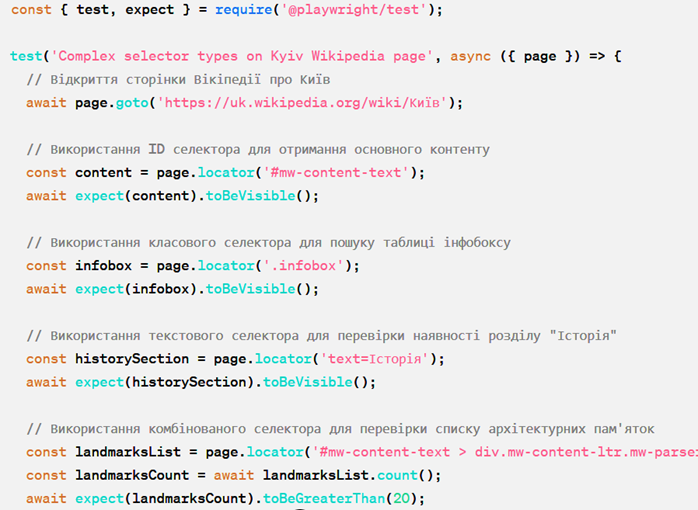 const { test, expect } = require('@playwright/test');
test('Complex selector types on Kyiv Wikipedia page', async ({ page }) => {
// Відкриття сторінки Вікіпедії про Київ
await page.goto('https://uk.wikipedia.org/wiki/Київ');
// Використання ID селектора для отримання основного контенту
const content = page.locator('#mw-content-text');
await expect(content).toBeVisible();
// Використання класового селектора для пошуку таблиці інфобоксу
const infobox = page.locator('.infobox');
await expect(infobox).toBeVisible();
// Використання текстового селектора для перевірки наявності розділу "Історія"
const historySection = page.locator('text=Історія');
await expect(historySection).toBeVisible();
// Використання комбінованого селектора для перевірки списку архітектурних пам'яток
const landmarksList = page.locator('#mw-content-text > div.mw-content-ltr.mw-parse
const landmarksCount = await landmarksList.count();
await expect(landmarksCount).toBeGreaterThan(20);